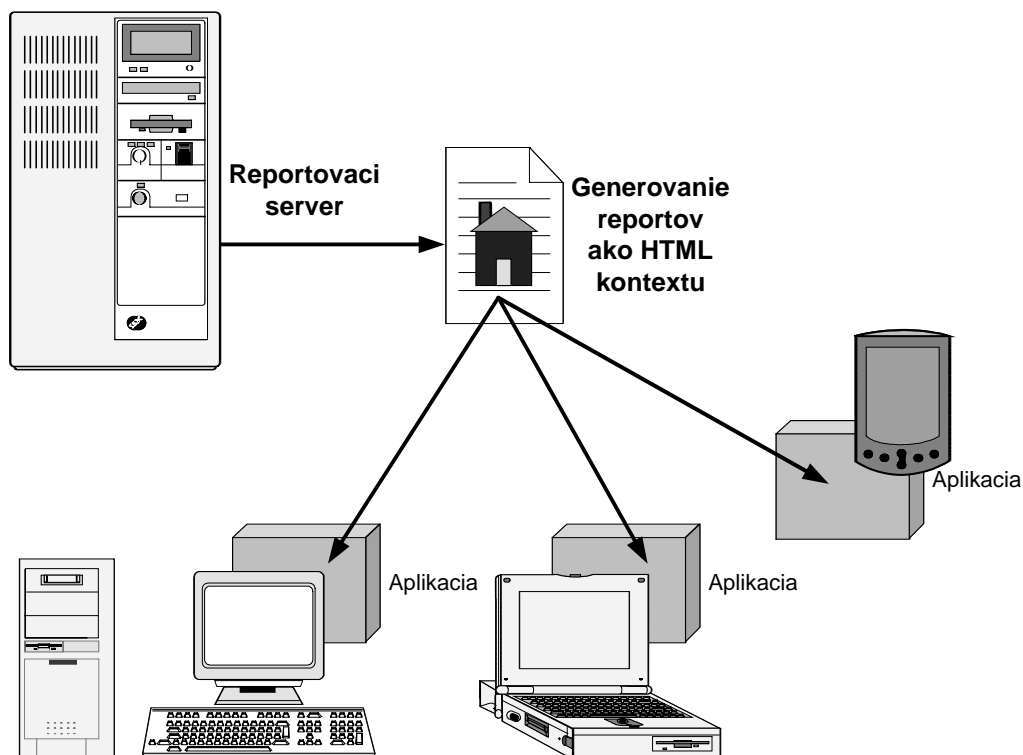 Reportovaci
server
Generovanie
reportov
ako HTML
kontextu
Aplikacia
Aplikacia
Aplikacia